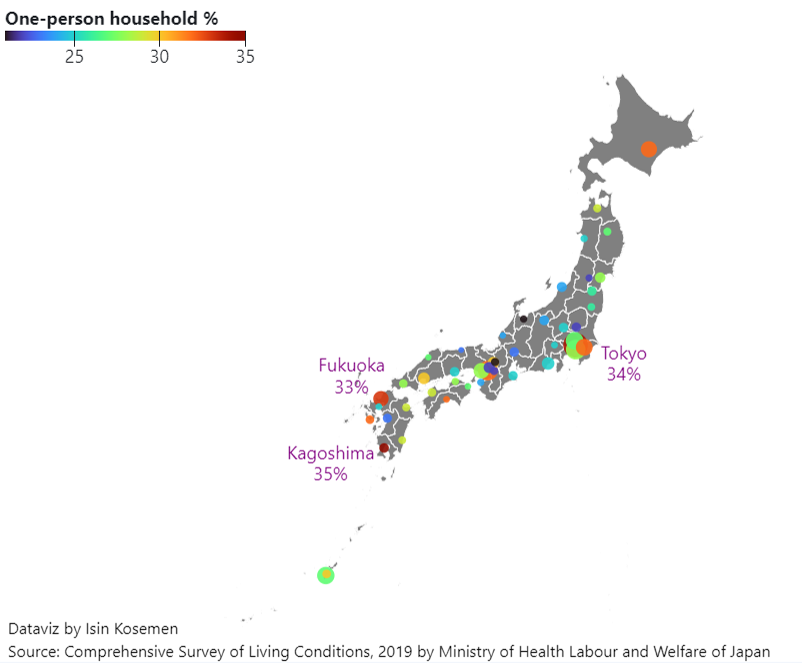 One-person household %
25 30 35
Tokyo
34%
Fukuoka
33%
Kagoshima
35%
Dataviz by Isin Kosemen
Source: Comprehensive Survey of Living Conditions, 2019 by Ministry of Health Labour and Welfare of Japan